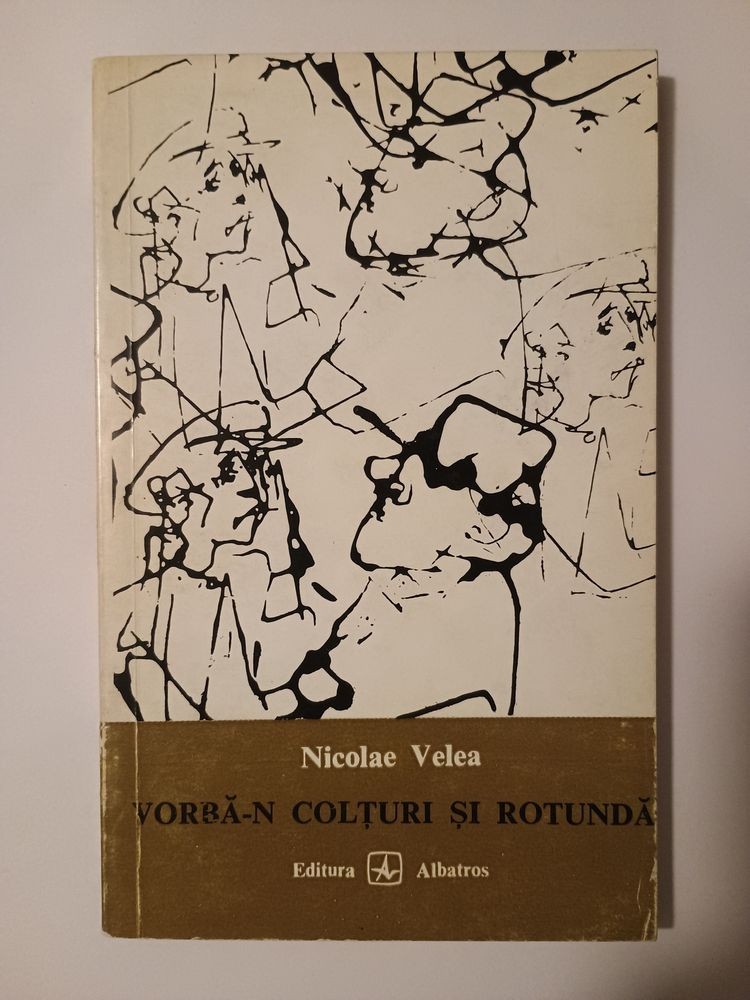 Nicolae Velea
VORBĂ-N COLȚURI ȘI ROTUNDĂ
Editura Albatros